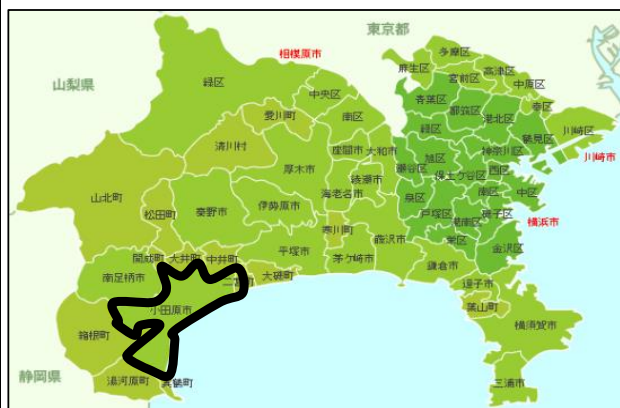 東京都
多摩区
麻生区
高津区
宮前区
中原区
相模原市
山梨県
緑区
中央区
青葉区
都筑区
港北区
幸区
川崎区
愛川町
南区
緑区
鶴見区
川崎市
清川村
座間市
大和市
旭区
神奈川区
瀬谷区
保土ケ谷区
西区
厚木市
綾瀬市
海老名市
泉区
南区
中区
山北町
松田町
秦野市
伊勢原市
戸塚区
港南区
磯子区
横浜市
寒川町
藤沢市
栄区
金沢区
開成町
大井町
中井町
平塚市
茅ケ崎市
鎌倉市
南足柄市
大磯町
逗子市
小田原市
葉山町
箱根町
横須賀市
静岡県
湯河原町
三浦市